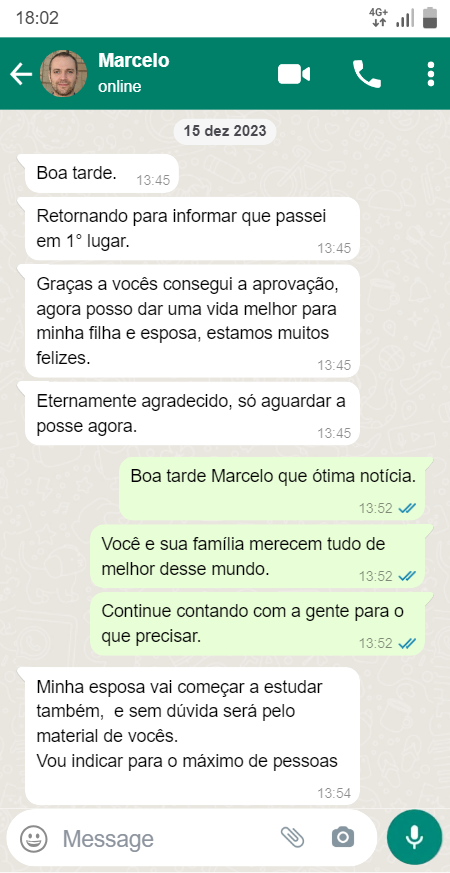 18:02
4G+
Marcelo
online
15 dez 2023
Boa tarde.
13:45
Retornando para informar que passei
em 1° lugar.
13:45
Graças a vocês consegui a aprovação,
agora posso dar uma vida melhor para
minha filha e esposa, estamos muitos
felizes.
13:45
Eternamente agradecido, só aguardar a
posse agora.
13:45
Boa tarde Marcelo que ótima notícia.
13:52
Você e sua família merecem tudo de
melhor desse mundo.
13:52
Continue contando com a gente para o
que precisar.
13:52
Minha esposa vai começar a estudar
também,  e sem dúvida será pelo
material de vocês.
Vou indicar para o máximo de pessoas
13:54
Message